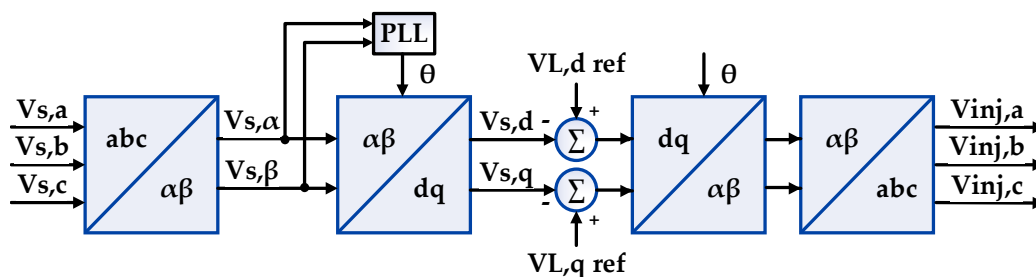 PLL
VL,d ref
θ
θ
Vs,a
Vs,b
Vs,c
abc
αβ
Vs,α
Vs,β
αβ
dq
Vs,d
Vs,q
-
+
Σ
Σ
-
+
VL,q ref
dq
αβ
αβ
abc
Vinj,a
Vinj,b
Vinj,c